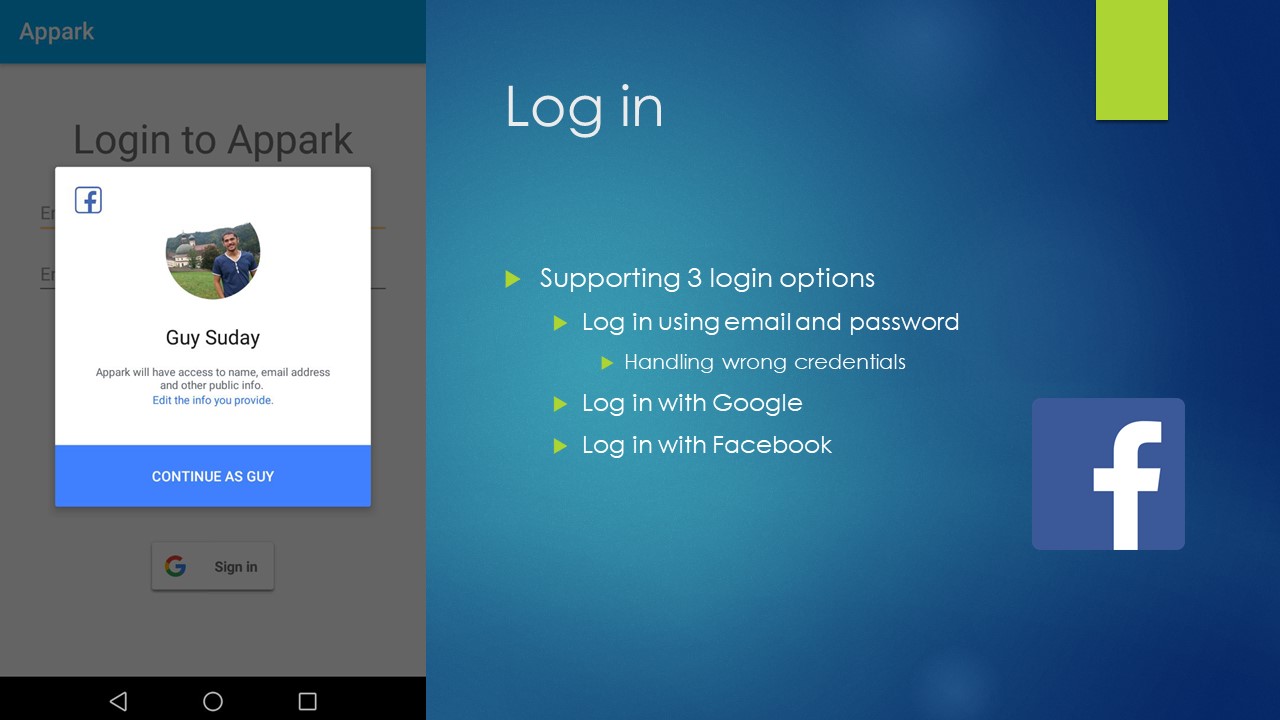 Appark
Login to Appark
Er
Er
Guy Suday
Appark will have access to name, email address
and other public info.
Edit the info you provide.
CONTINUE AS GUY
Sign in
Log in
Supporting 3 login options
Log in using email and password
Handling wrong credentials
Log in with Google
Log in with Facebook